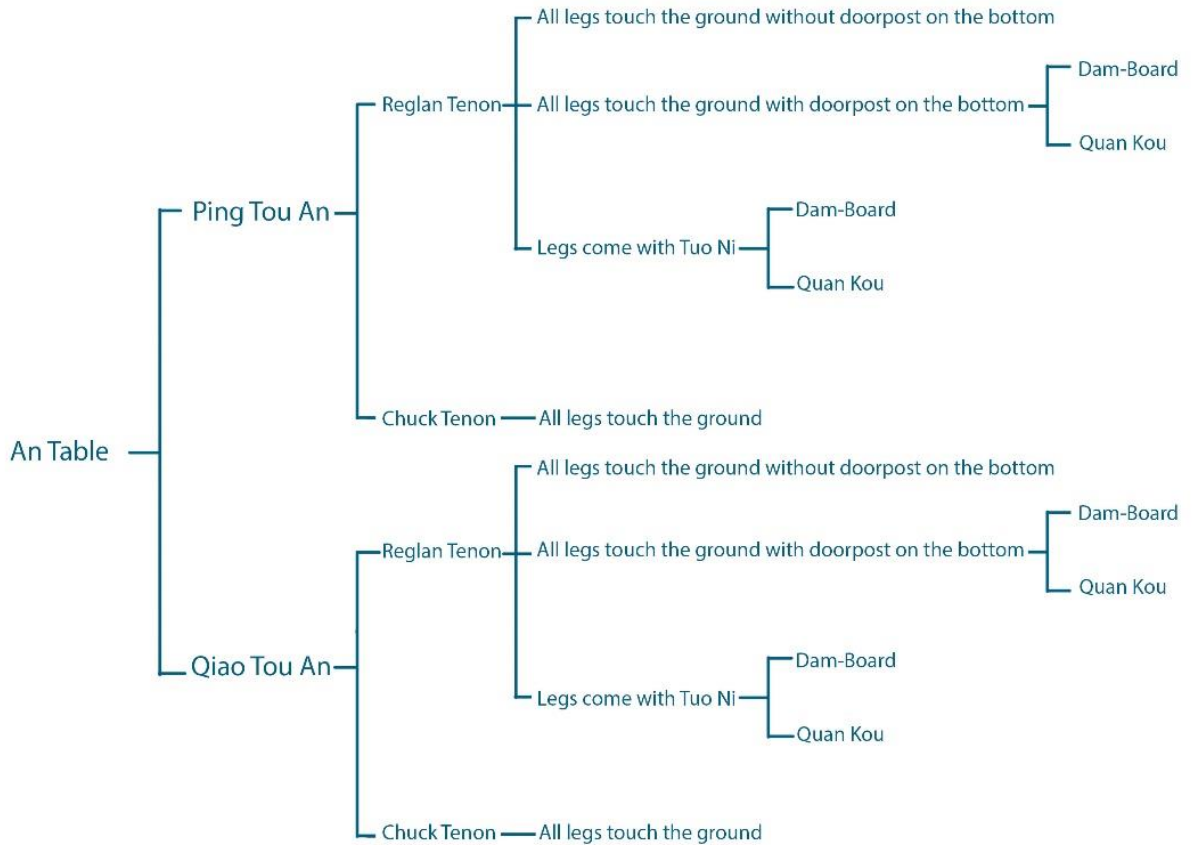 All legs touch the ground without doorpost on the bottom
Dam-Board
Reglan Tenon
All legs touch the ground with doorpost on the bottom
Quan Kou
Ping Tou An
Dam-Board
Legs come with Tuo Ni
Quan Kou
Chuck Tenon
All legs touch the ground
An Table
All legs touch the ground without doorpost on the bottom
Dam-Board
Reglan Tenon
All legs touch the ground with doorpost on the bottom
Quan Kou
Qiao Tou An
Dam-Board
Legs come with Tuo Ni
Quan Kou
Chuck Tenon
All legs touch the ground